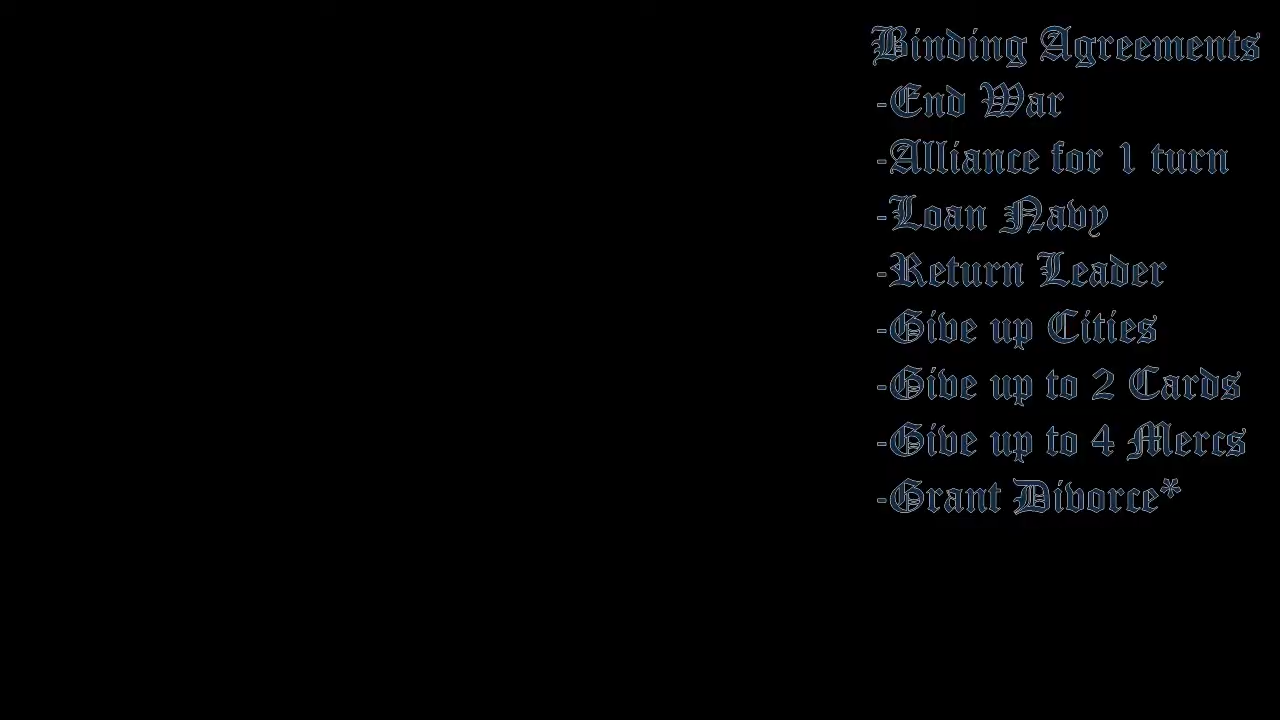 Binding Agreements
-End War
-Alliance for 1 turn
-Loan Navy
-Return Leader
-Give up Cities
-Give up to 2 Cards
-Give up to 4 Mercs
-Grant Divorce*